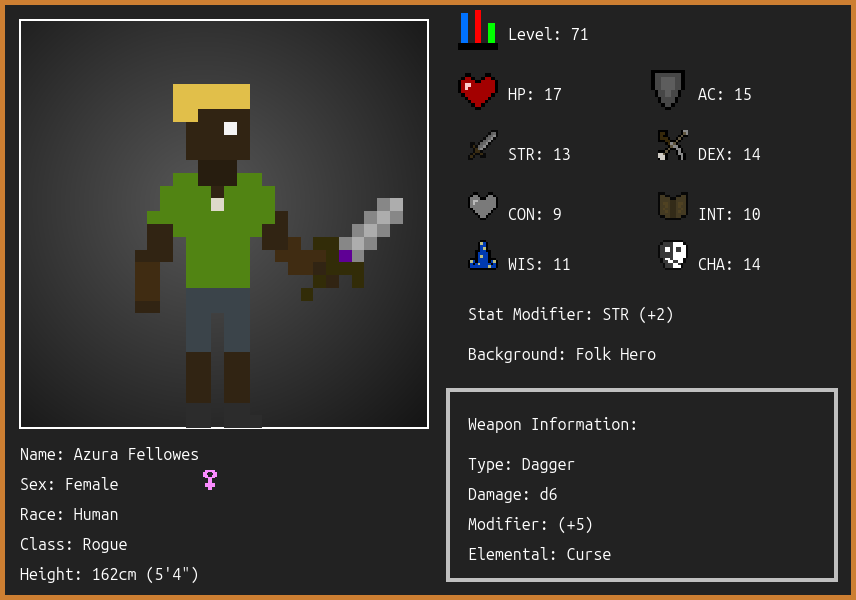 Level: 71
HP: 17
AC: 15
STR: 13
DEX: 14
CON: 9
INT: 10
WIS: 11
CHA: 14
Stat Modifier: STR (+2)
Background: Folk Hero
Weapon Information:
Type: Dagger
Damage: d6
Modifier: (+5)
Elemental: Curse
Name: Azura Fellowes
Sex: Female
Race: Human
Class: Rogue
Height: 162cm (5'4")